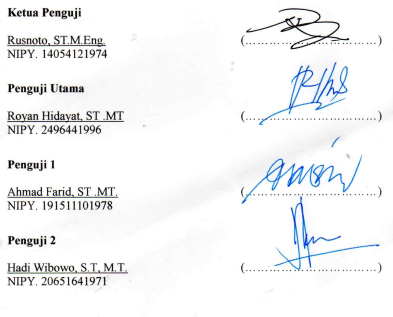 Ketua Penguji
Rusnoto, ST.M.Eng.
(....................................)
NIPY. 14054121974
Penguji Utama
Royan Hidayat, ST .MT
(....................................)
NIPY. 2496441996
Penguji 1
Ahmad Farid, ST .MT.
(....................................)
NIPY. 191511101978
Penguji 2
Hadi Wibowo, S.T, M.T.
(....................................)
NIPY. 20651641971